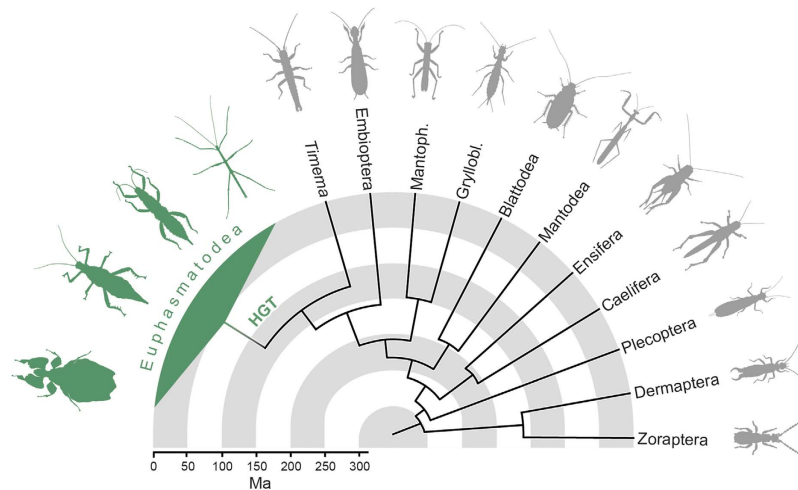 Euphasmatodea
HGT
Timema
Embioptera
Mantoph.
Gryllobl.
Blattodea
Mantodea
Ensifera
Caelifera
Plecoptera
Dermaptera
Zoraptera
0 50 100 150 200 250 300
Ma